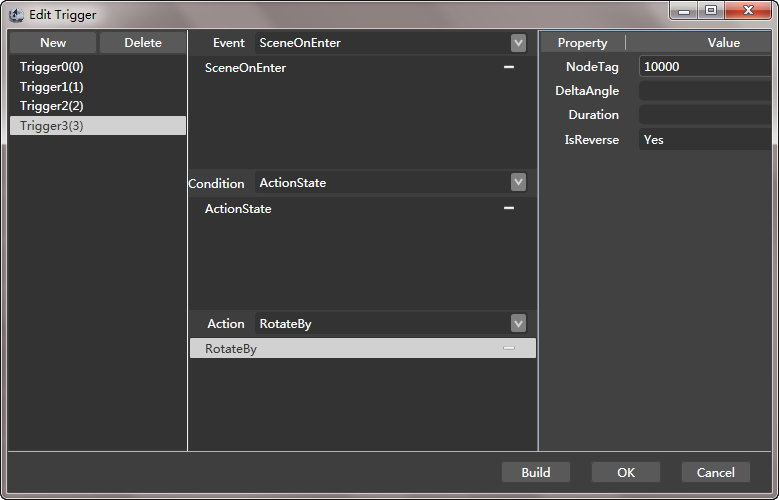 Edit Trigger
New Delete
Trigger0(0)
Trigger1(1)
Trigger2(2)
Trigger3(3)
Event SceneOnEnter
SceneOnEnter
Condition ActionState
ActionState
Action RotateBy
RotateBy
Property Value
NodeTag 10000
DeltaAngle
Duration
IsReverse Yes
Build OK Cancel